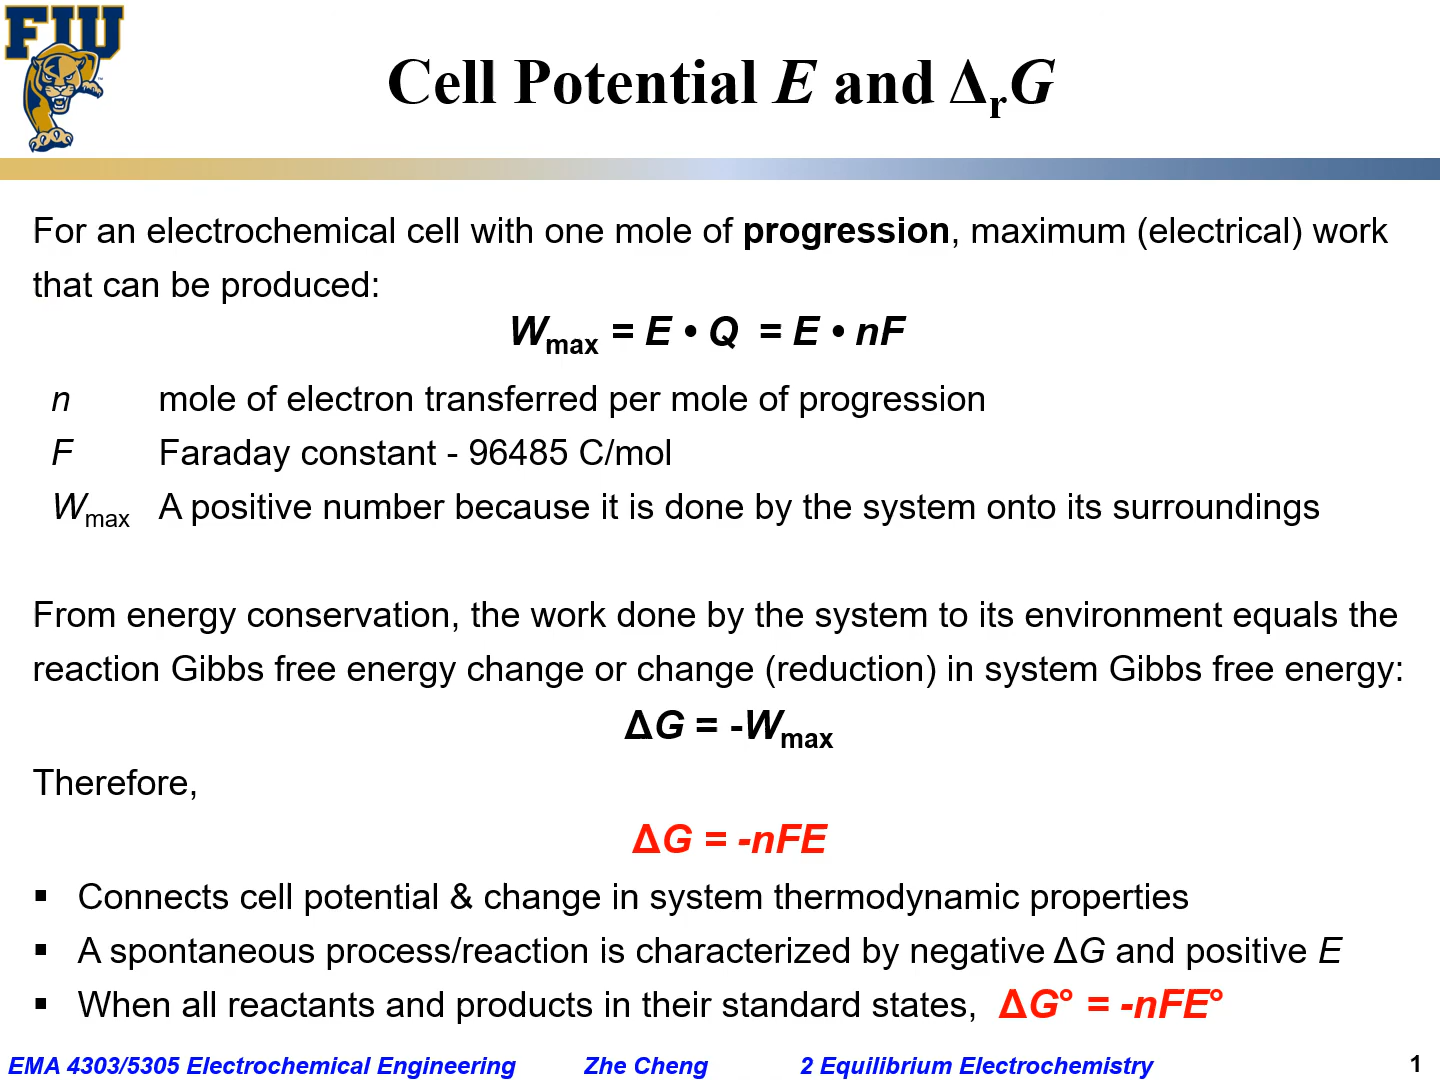 FIU
Cell Potential E and ΔrG
For an electrochemical cell with one mole of progression, maximum (electrical) work
that can be produced:
Wmax = E • Q = E • nF
n mole of electron transferred per mole of progression
F Faraday constant - 96485 C/mol
Wmax A positive number because it is done by the system onto its surroundings
From energy conservation, the work done by the system to its environment equals the
reaction Gibbs free energy change or change (reduction) in system Gibbs free energy:
ΔG = -Wmax
Therefore,
ΔG = -nFE
▪ Connects cell potential & change in system thermodynamic properties
▪ A spontaneous process/reaction is characterized by negative ΔG and positive E
▪ When all reactants and products in their standard states, ΔG° = -nFE°
EMA 4303/5305 Electrochemical Engineering Zhe Cheng 2 Equilibrium Electrochemistry 1